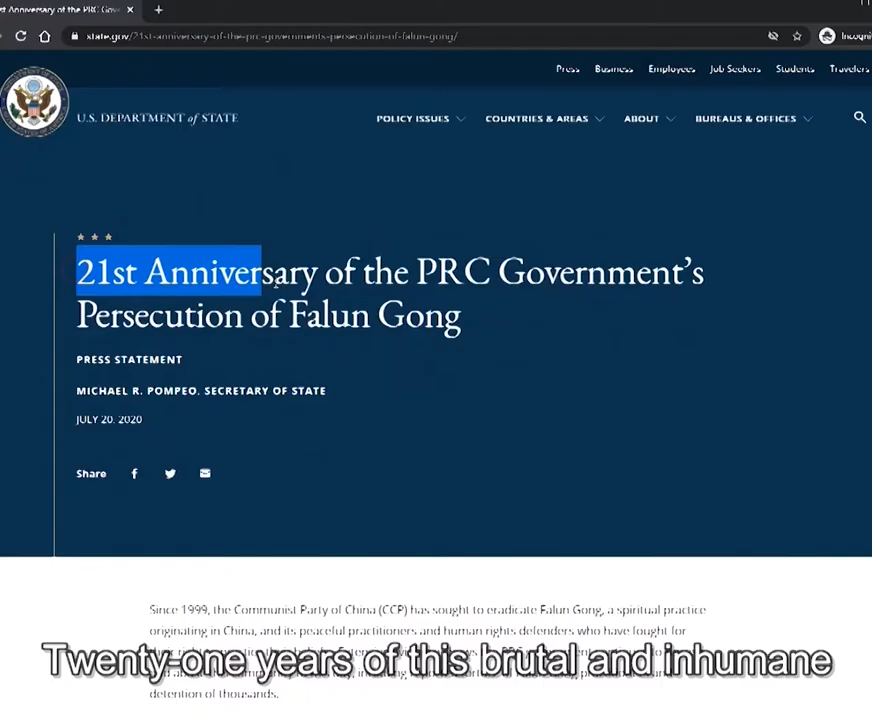 st Anniversary of the PRC Gove
state.gov/21st-anniversary-of-the-prc-governments-persecution-of-falun-gong/
Incogni
Press Business Employees Job Seekers Students Travelers
U.S. DEPARTMENT of STATE
POLICY ISSUES COUNTRIES & AREAS ABOUT BUREAUS & OFFICES
21st Anniversary of the PRC Government's
Persecution of Falun Gong
PRESS STATEMENT
MICHAEL R. POMPEO, SECRETARY OF STATE
JULY 20, 2020
Share
Since 1999, the Communist Party of China (CCP) has sought to eradicate Falun Gong, a spiritual practice
originating in China, and its peaceful practitioners and human rights defenders who have fought for
Twenty-one years of this brutal and inhumane
detention of thousands.